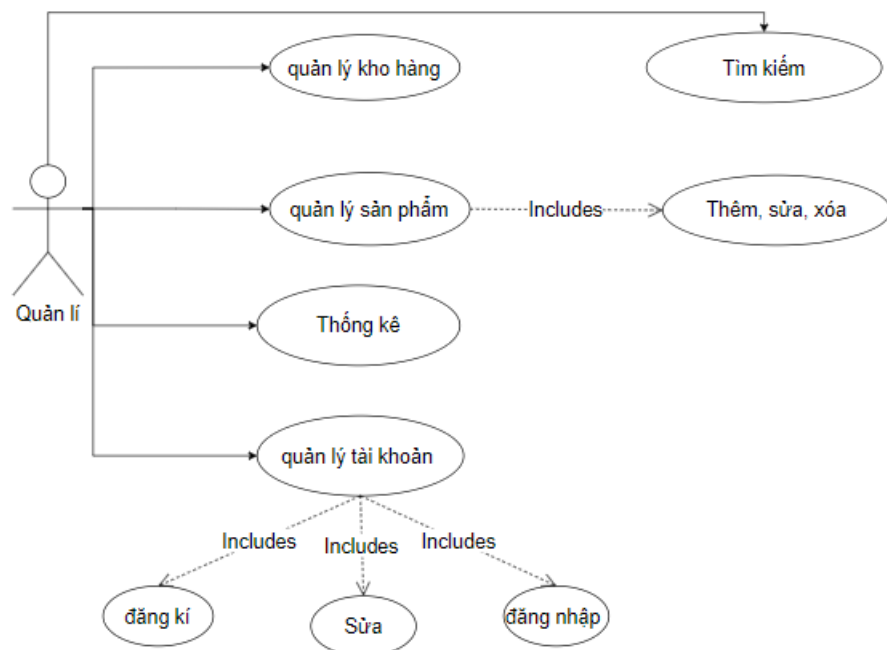 quản lý kho hàng
Tìm kiếm
quản lý sản phẩm
Includes
Thêm, sửa, xóa
Quản lí
Thống kê
quản lý tài khoản
Includes
Includes
Includes
đăng kí
Sửa
đăng nhập